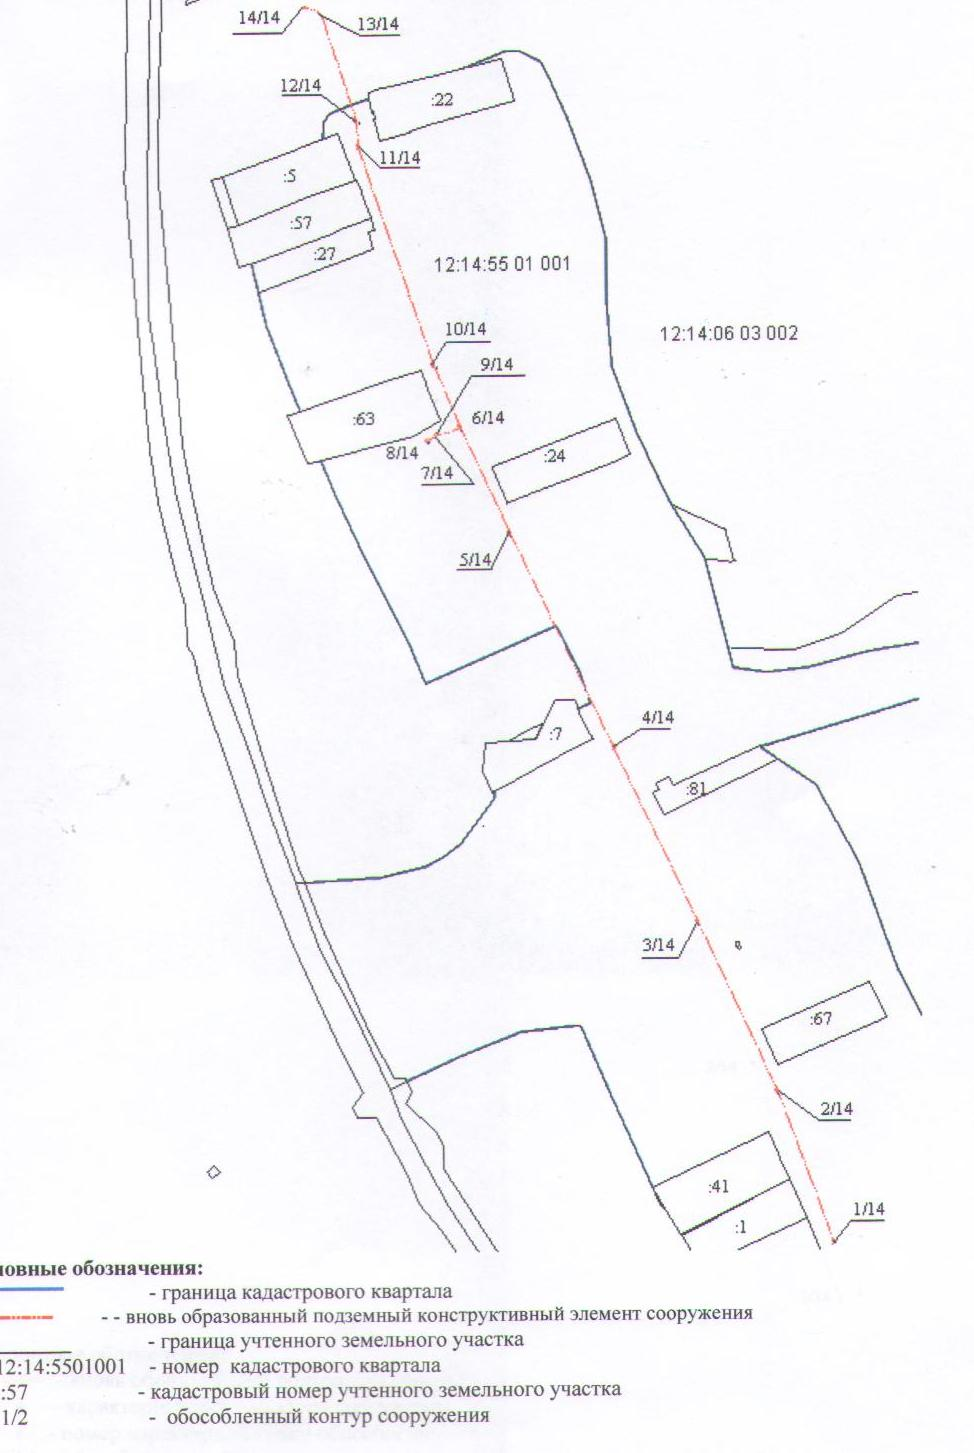 14/14
13/14
12/14
:22
11/14
:5
:57
:27
12:14:55 01 001
10/14
12:14:06 03 002
9/14
:63
6/14
8/14
:24
7/14
5/14
4/14
:7
:81
3/14
:67
2/14
:41
1/14
:1
ловные обозначения:
- граница кадастрового квартала
- - вновь образованный подземный конструктивный элемент сооружения
- граница учтенного земельного участка
12:14:5501001 - номер кадастрового квартала
:57 - кадастровый номер учтенного земельного участка
1/2 - обособленный контур сооружения